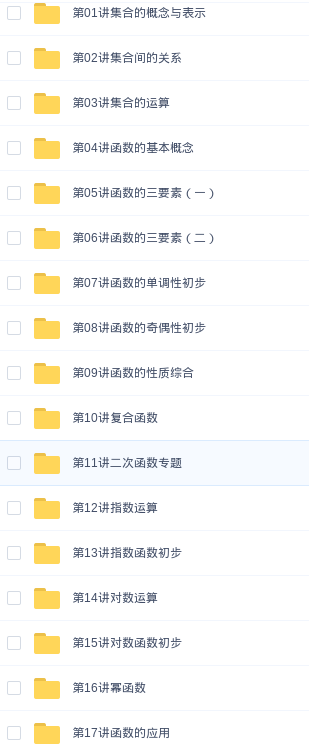 第01讲集合的概念与表示
第02讲集合间的关系
第03讲集合的运算
第04讲函数的基本概念
第05讲函数的三要素（一）
第06讲函数的三要素（二）
第07讲函数的单调性初步
第08讲函数的奇偶性初步
第09讲函数的性质综合
第10讲复合函数
第11讲二次函数专题
第12讲指数运算
第13讲指数函数初步
第14讲对数运算
第15讲对数函数初步
第16讲幂函数
第17讲函数的应用